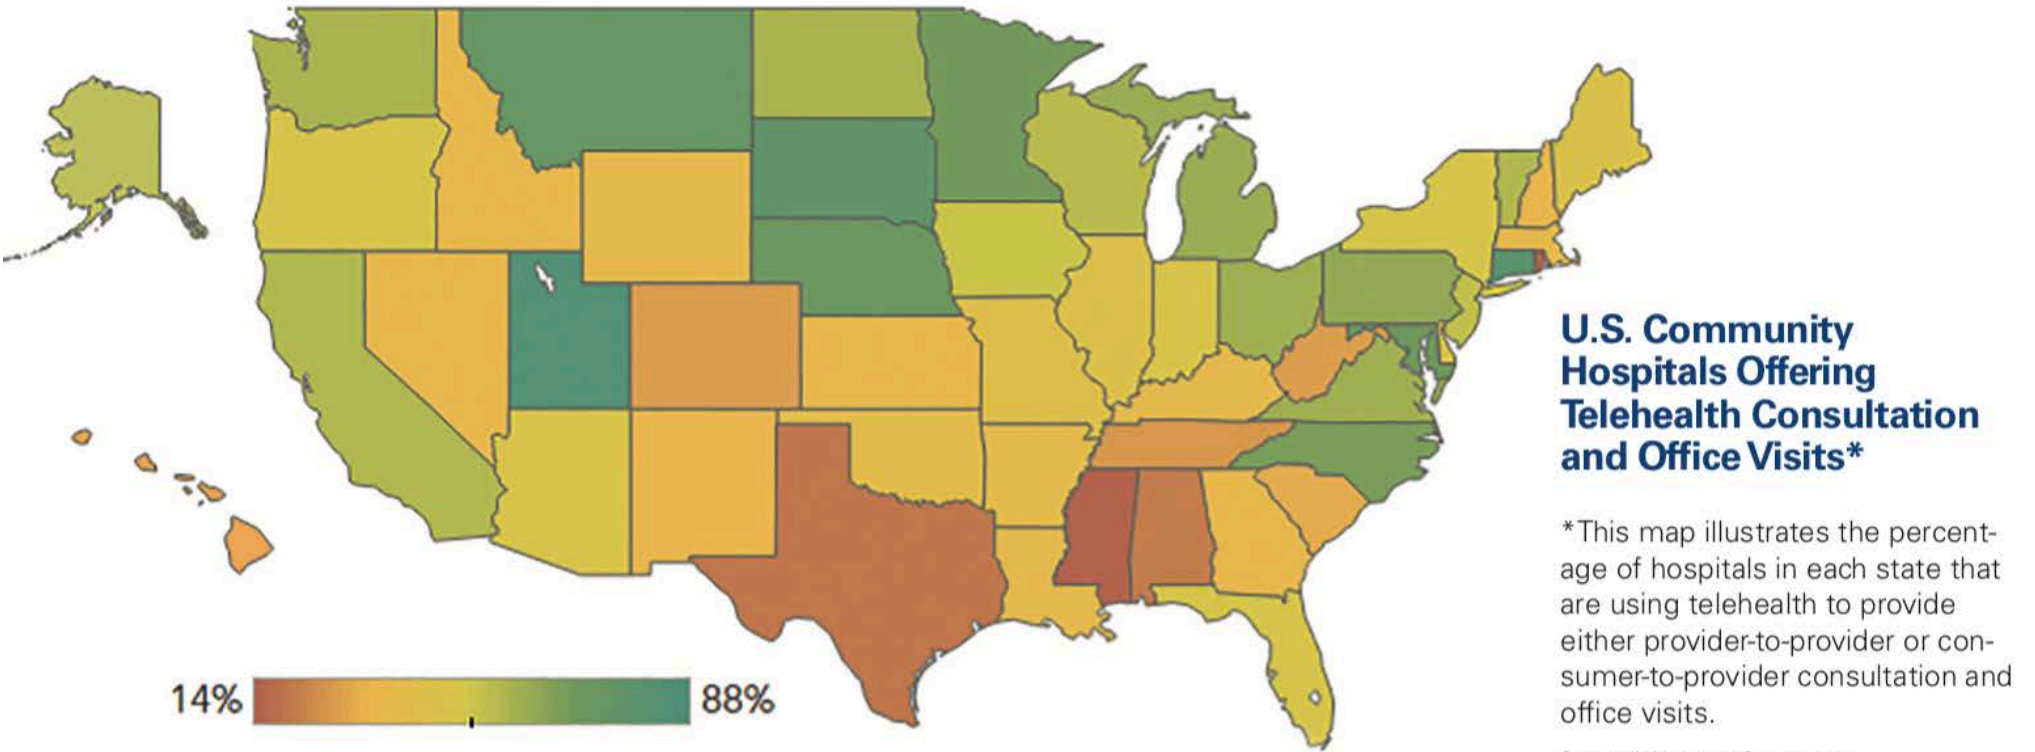 U.S. Community
Hospitals Offering
Telehealth Consultation
and Office Visits*
*This map illustrates the percent-
age of hospitals in each state that
are using telehealth to provide
either provider-to-provider or con-
sumer-to-provider consultation and
office visits.
14%
88%